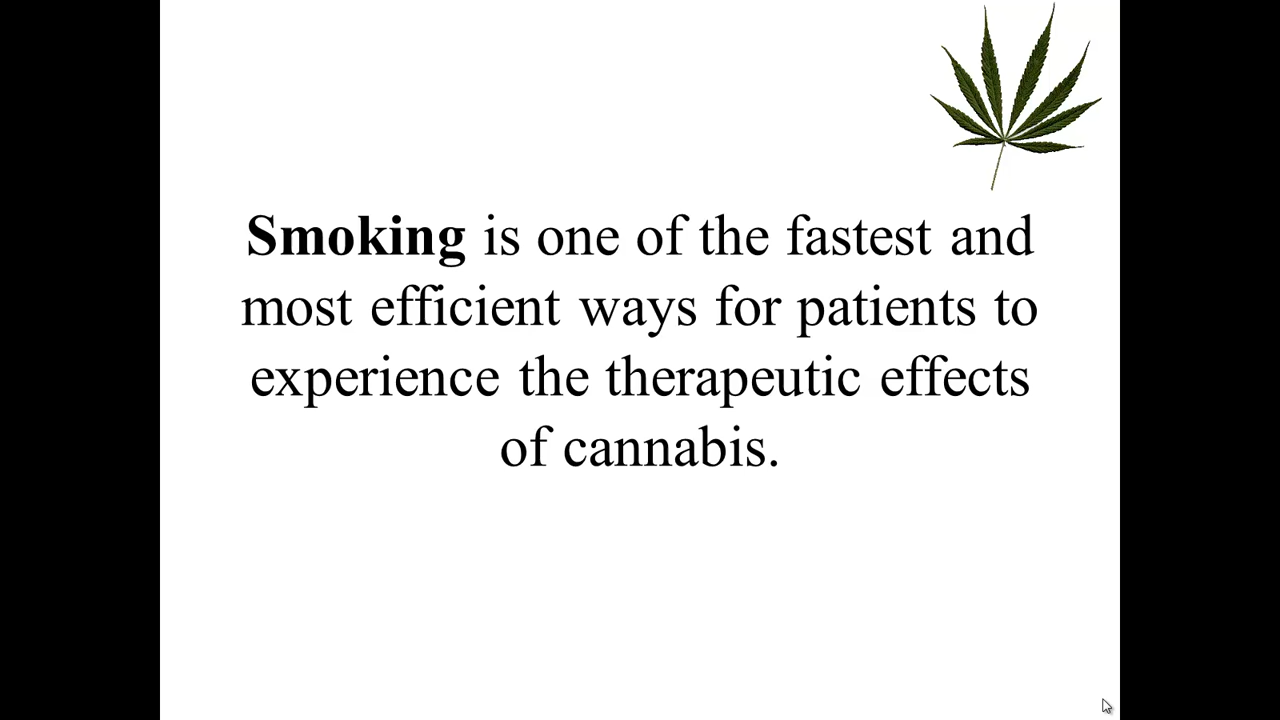 Smoking is one of the fastest and
most efficient ways for patients to
experience the therapeutic effects
of cannabis.